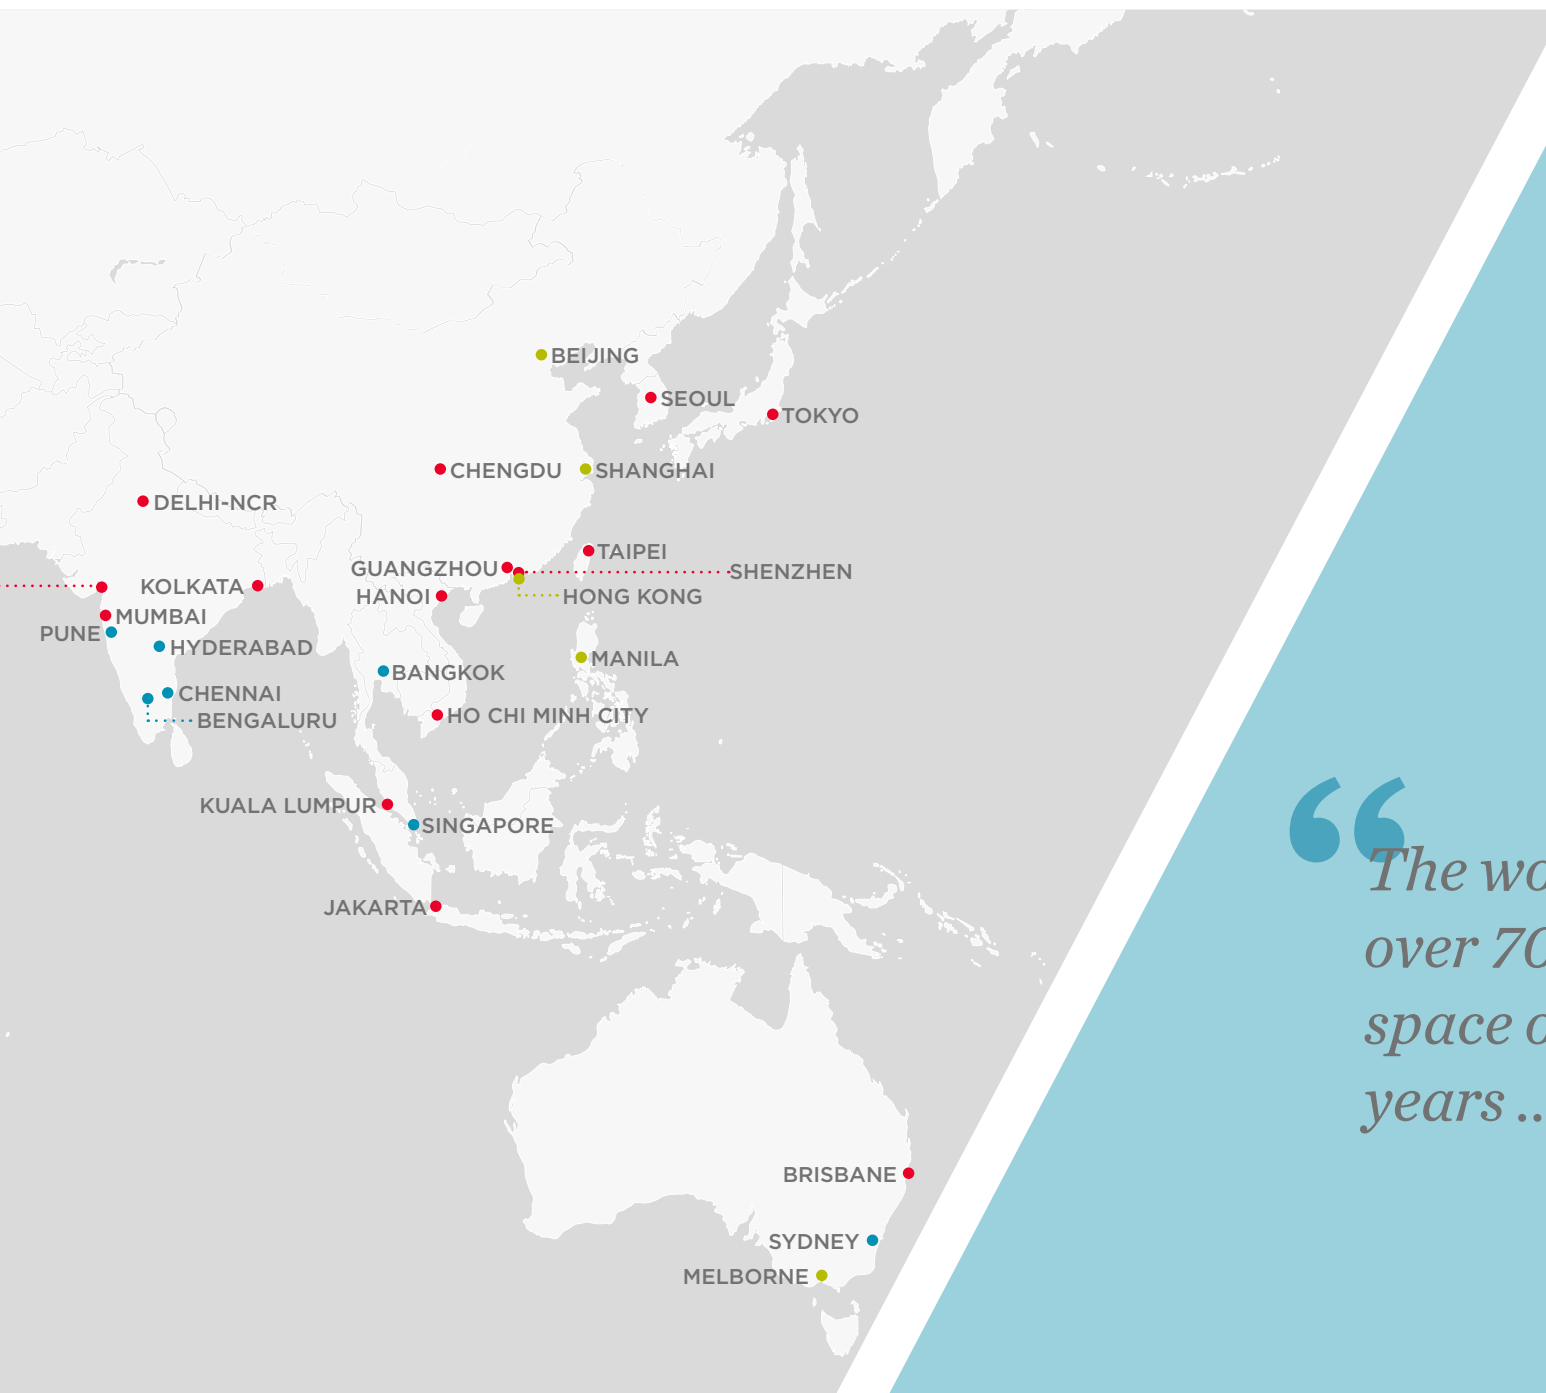 BEIJING
SEOUL
TOKYO
CHENGDU
SHANGHAI
DELHI-NCR
TAIPEI
GUANGZHOU
SHENZHEN
KOLKATA
HANOI
HONG KONG
MUMBAI
PUNE
HYDERABAD
MANILA
BANGKOK
CHENNAI
HO CHI MINH CITY
BENGALURU
KUALA LUMPUR
SINGAPORE
JAKARTA
BRISBANE
SYDNEY
MELBORNE
“
The wo
over 70
space o
years ..